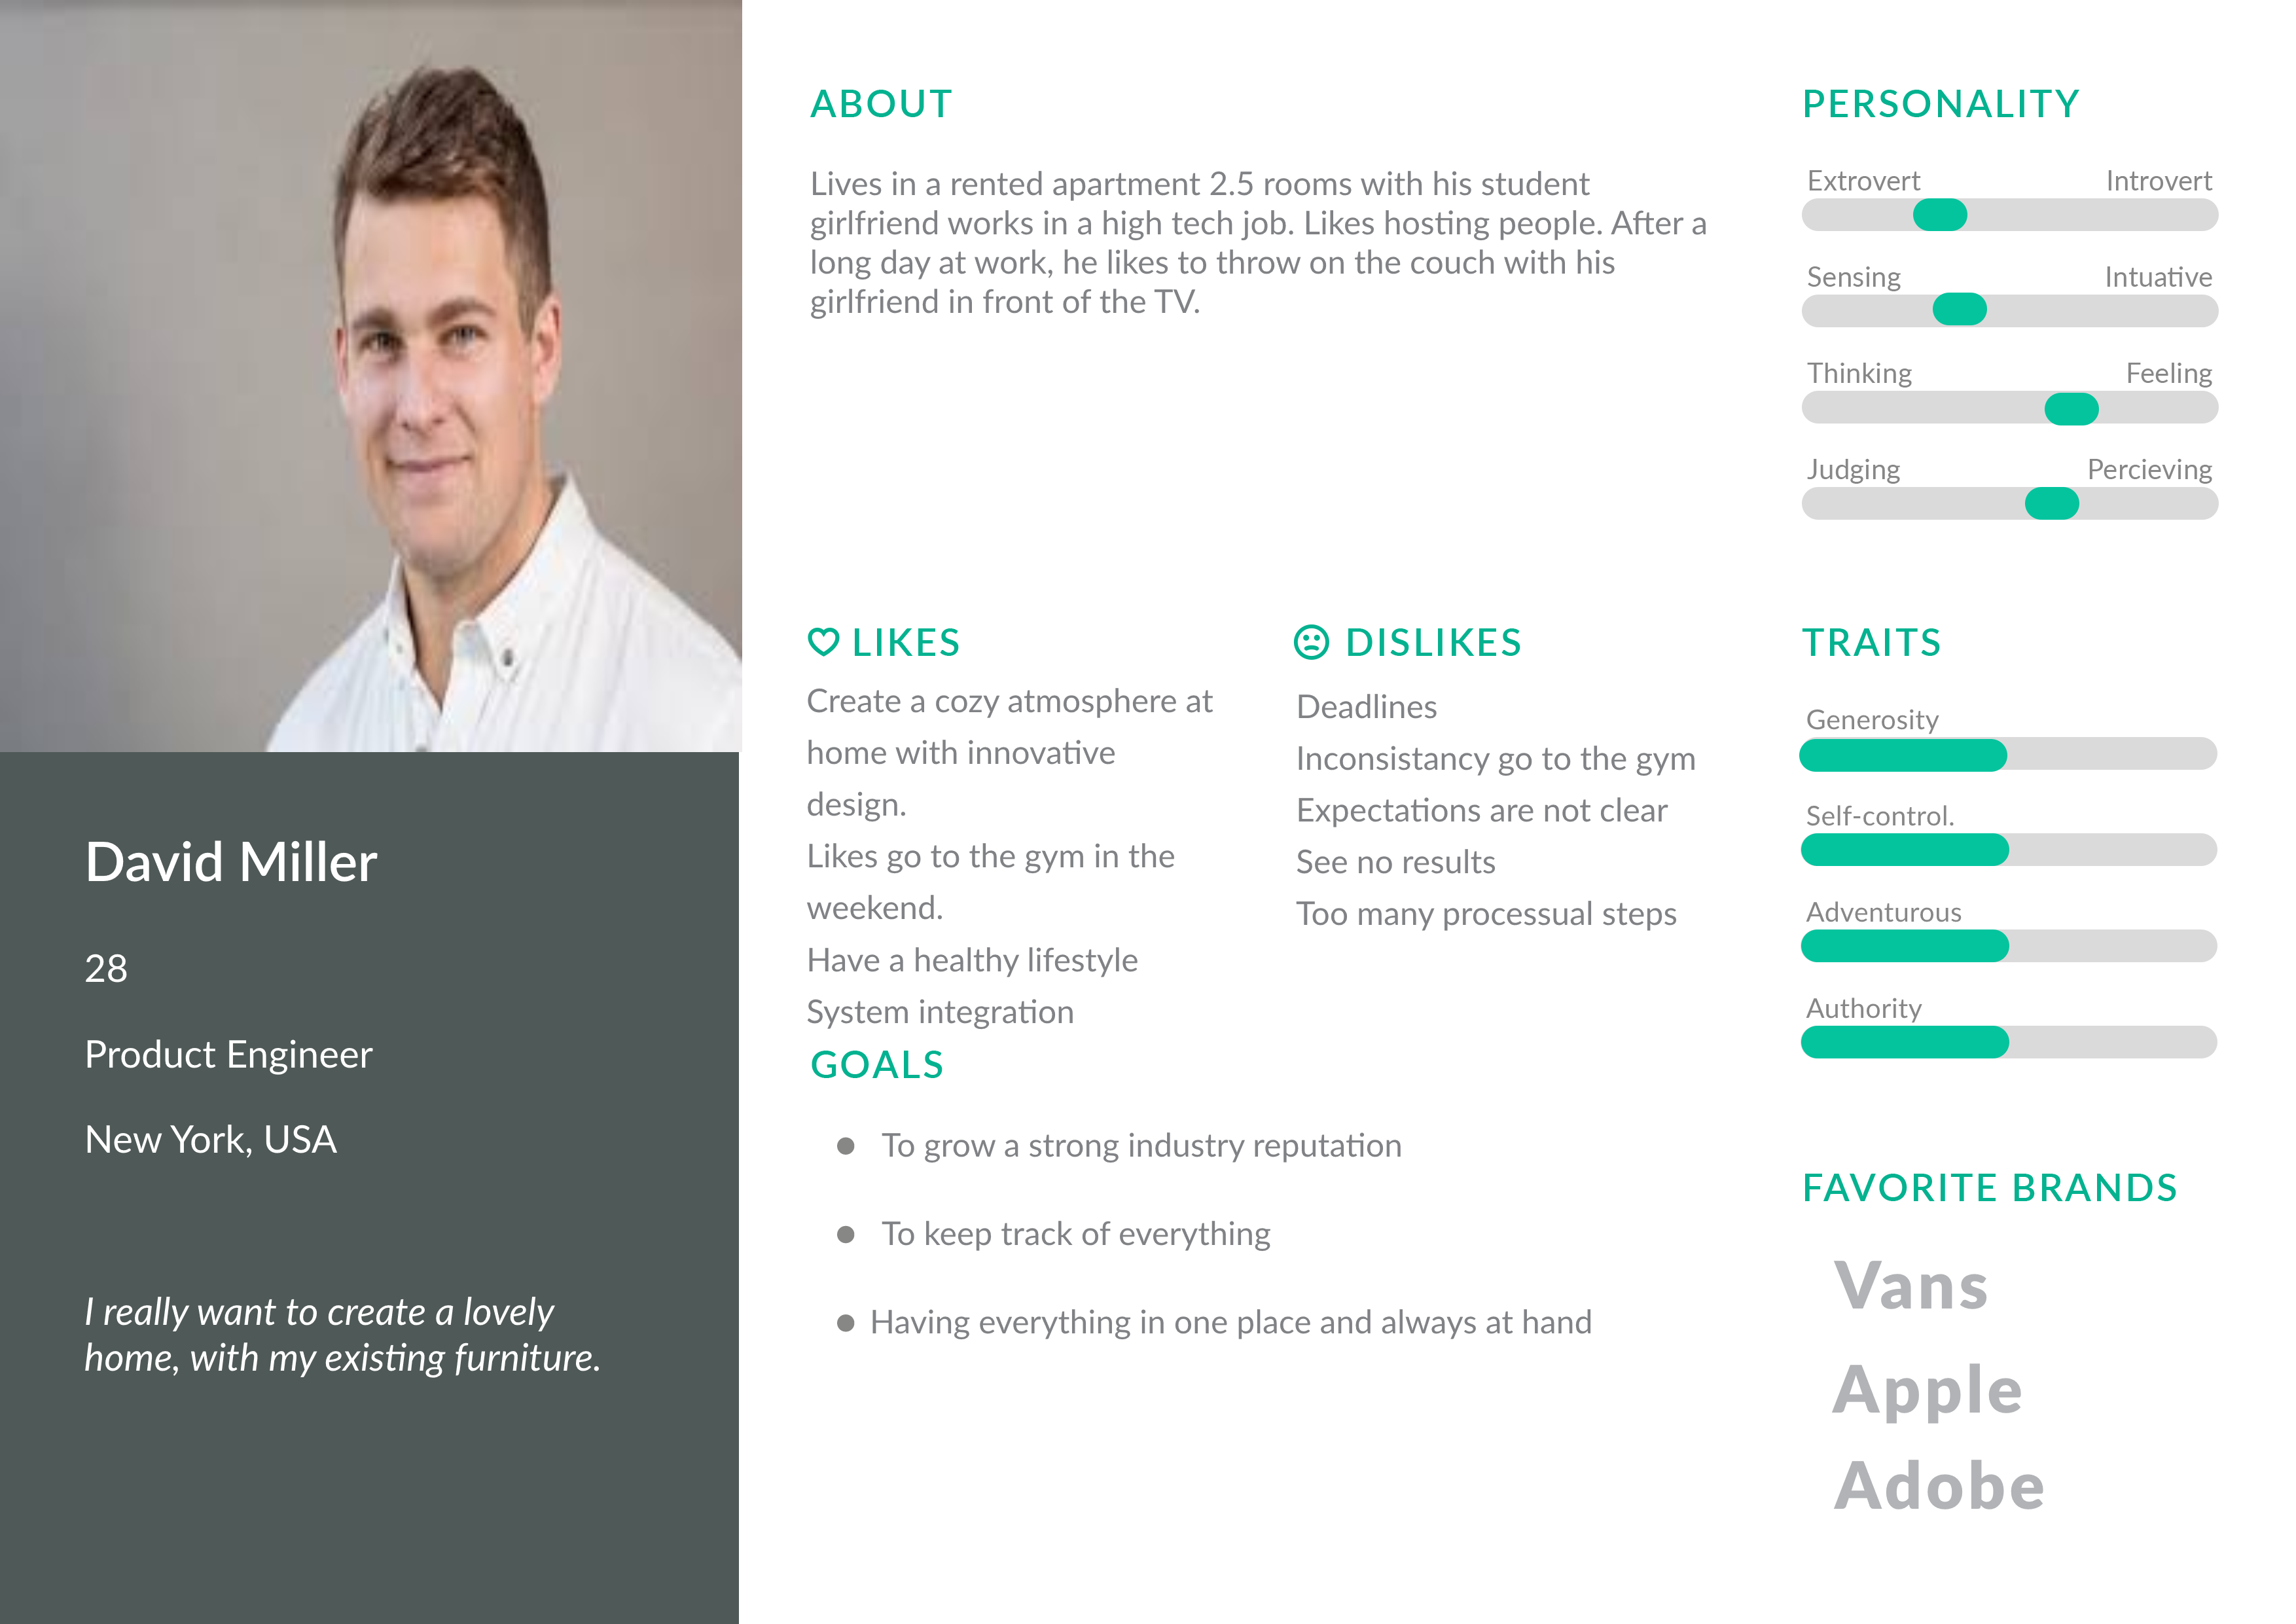 David Miller
28
Product Engineer
New York, USA
I really want to create a lovely
home, with my existing furniture.
ABOUT
Lives in a rented apartment 2.5 rooms with his student
girlfriend works in a high tech job. Likes hosting people. After a
long day at work, he likes to throw on the couch with his
girlfriend in front of the TV.
LIKES
Create a cozy atmosphere at
home with innovative
design.
Likes go to the gym in the
weekend.
Have a healthy lifestyle
System integration
DISLIKES
Deadlines
Inconsistancy go to the gym
Expectations are not clear
See no results
Too many processual steps
GOALS
To grow a strong industry reputation
To keep track of everything
Having everything in one place and always at hand
PERSONALITY
Extrovert Introvert
Sensing Intuative
Thinking Feeling
Judging Percieving
TRAITS
Generosity
Self-control.
Adventurous
Authority
FAVORITE BRANDS
Vans
Apple
Adobe